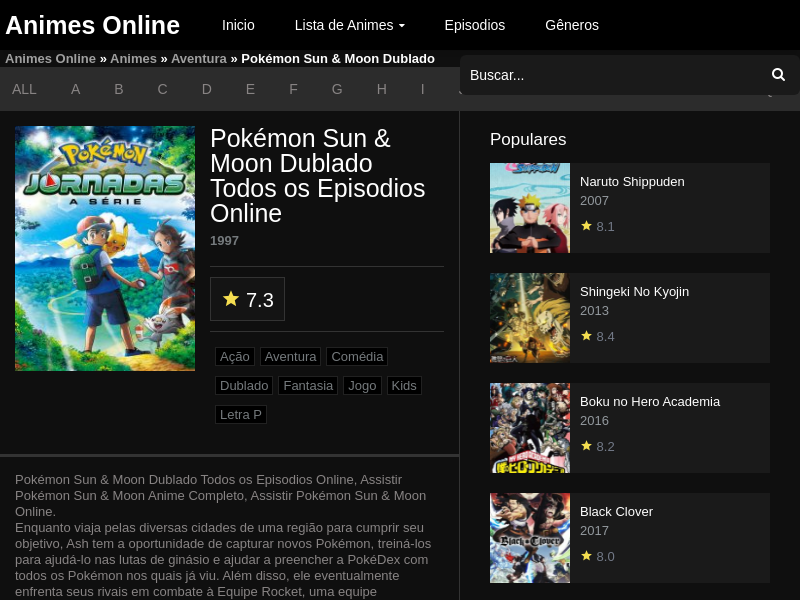 Animes Online
Inicio
Lista de Animes
Episodios
Gêneros
Animes Online » Animes » Aventura » Pokémon Sun & Moon Dublado
Buscar...
ALL A B C D E F G H I
POKÉMON
JORNADAS
A SÉRIE
Pokémon Sun &
Moon Dublado
Todos os Episodios
Online
1997
7.3
Ação Aventura Comédia
Dublado Fantasia Jogo Kids
Letra P
Pokémon Sun & Moon Dublado Todos os Episodios Online, Assistir
Pokémon Sun & Moon Anime Completo, Assistir Pokémon Sun & Moon
Online.
Enquanto viaja pelas diversas cidades de uma região para cumprir seu
objetivo, Ash tem a oportunidade de capturar novos Pokémon, treiná-los
para ajudá-lo nas lutas de ginásio e ajudar a preencher a PokéDex com
todos os Pokémon nos quais já viu. Além disso, ele eventualmente
enfrenta seus rivais em combate à Equipe Rocket, uma equipe
Populares
Naruto Shippuden
2007
8.1
Shingeki No Kyojin
2013
8.4
Boku no Hero Academia
2016
8.2
Black Clover
2017
8.0
Black Clover